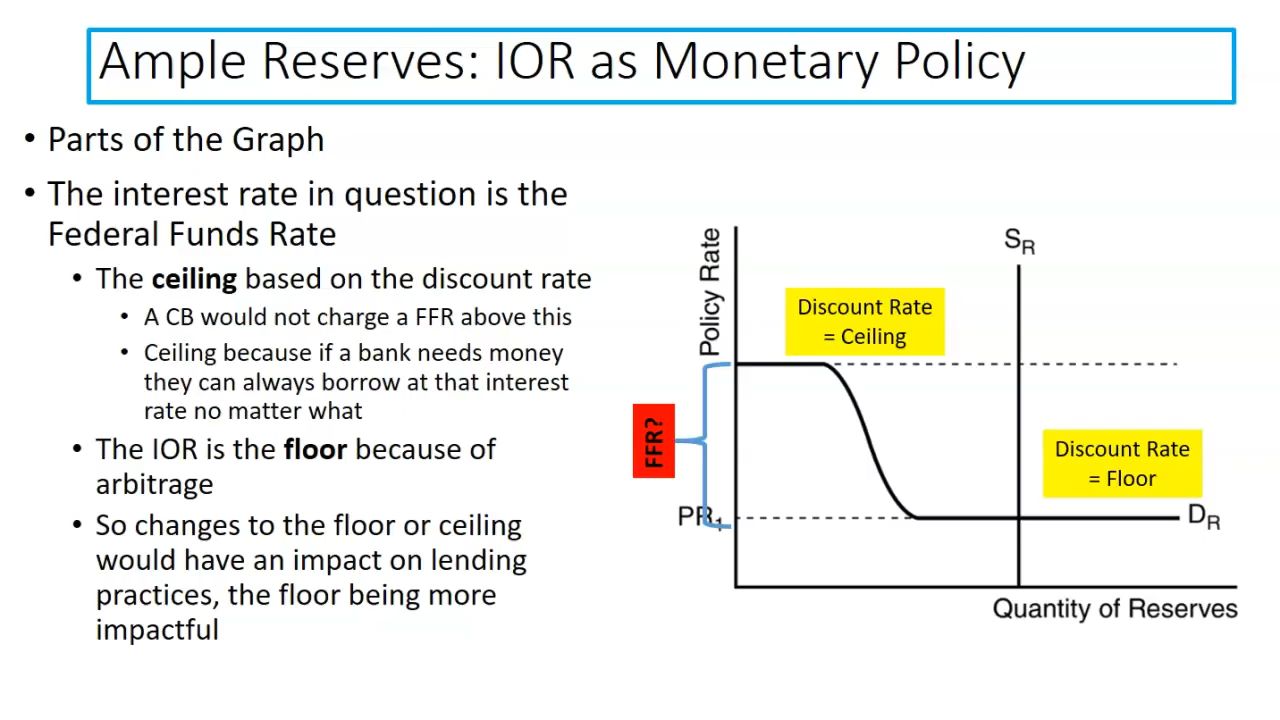 Ample Reserves: IOR as Monetary Policy
• Parts of the Graph
• The interest rate in question is the
Federal Funds Rate
• The ceiling based on the discount rate
• A CB would not charge a FFR above this
• Ceiling because if a bank needs money
they can always borrow at that interest
rate no matter what
• The IOR is the floor because of
arbitrage
• So changes to the floor or ceiling
would have an impact on lending
practices, the floor being more
impactful
Policy Rate
SR
Discount Rate
= Ceiling
FFR?
Discount Rate
= Floor
PR1
DR
Quantity of Reserves